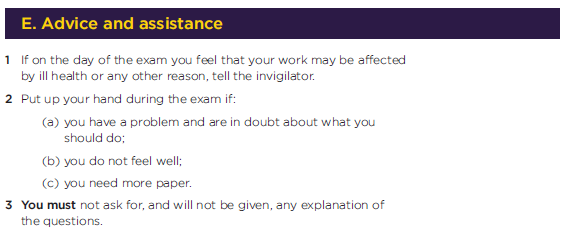 E. Advice and assistance
1 If on the day of the exam you feel that your work may be affected
by ill health or any other reason, tell the invigilator.
2 Put up your hand during the exam if:
(a) you have a problem and are in doubt about what you
should do;
(b) you do not feel well;
(c) you need more paper.
3 You must not ask for, and will not be given, any explanation of
the questions.